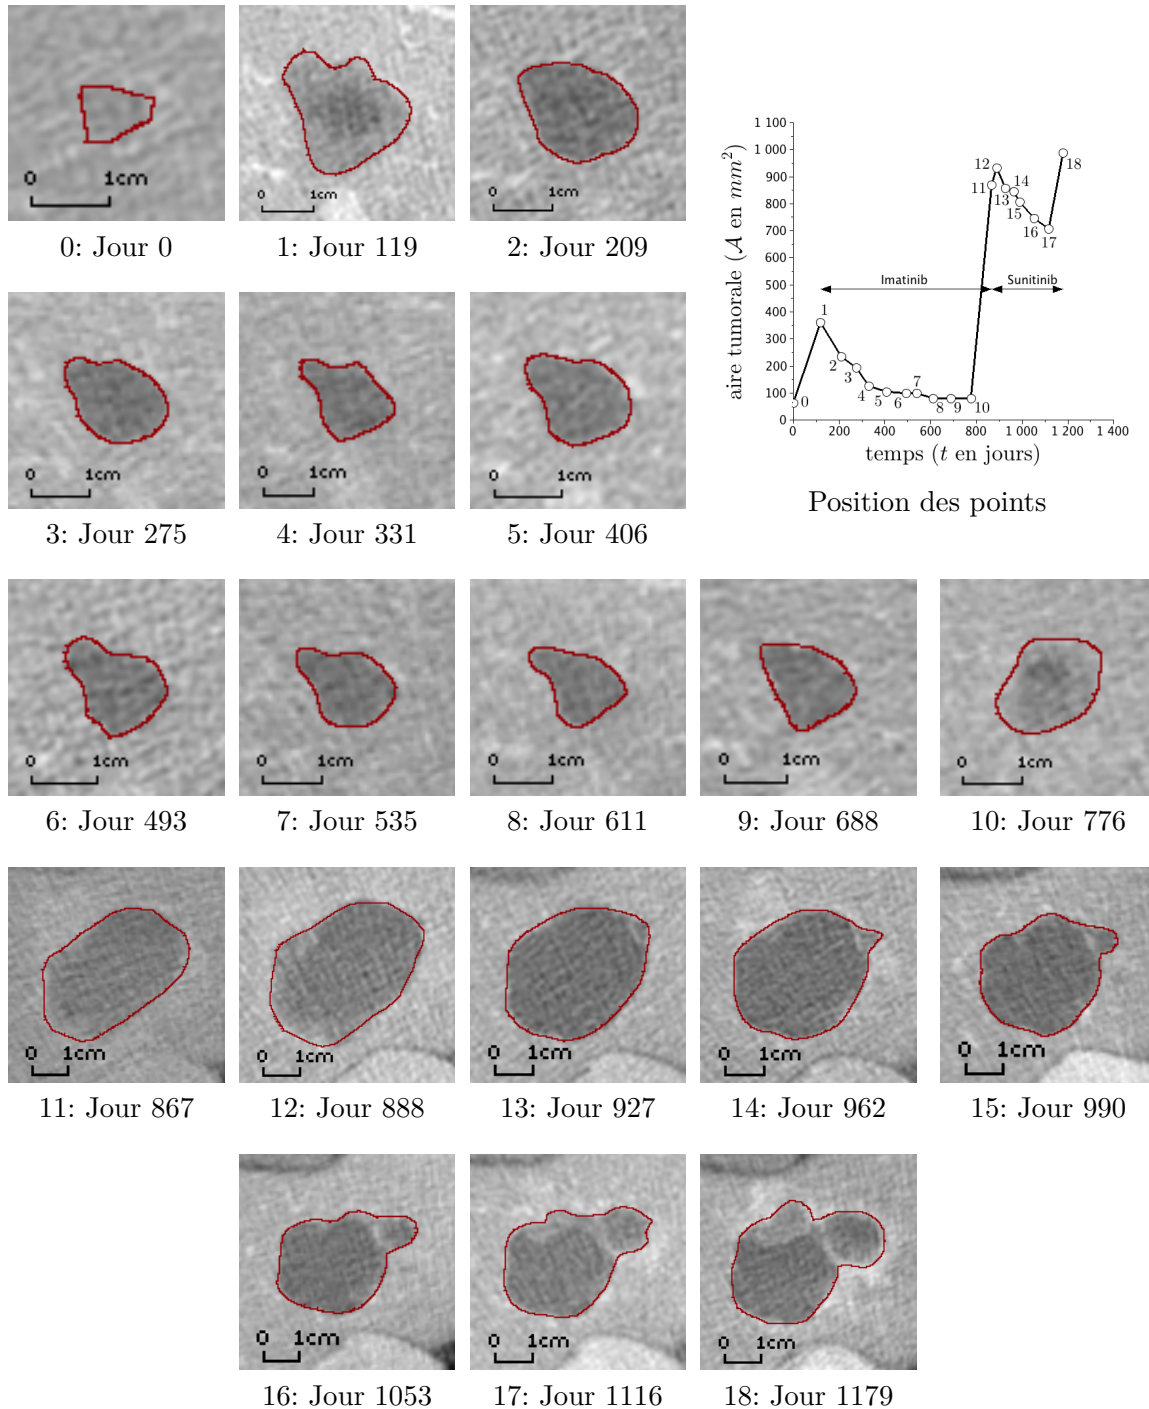 0 1cm
0 1cm
0 1cm
0: Jour 0
1: Jour 119
2: Jour 209
1 100
1 000
900
800
700
600
500
400
300
200
100
0
aire tumorale (𝒜 en mm²)
0 200 400 600 800 1 000 1 200 1 400
temps (t en jours)
Imatinib
Sunitinib
0
1
2
3
4
5
6
7
8
9
10
11
12
13
14
15
16
17
18
Position des points
0 1cm
0 1cm
0 1cm
3: Jour 275
4: Jour 331
5: Jour 406
0 1cm
0 1cm
0 1cm
0 1cm
0 1cm
6: Jour 493
7: Jour 535
8: Jour 611
9: Jour 688
10: Jour 776
0 1cm
0 1cm
0 1cm
0 1cm
0 1cm
11: Jour 867
12: Jour 888
13: Jour 927
14: Jour 962
15: Jour 990
0 1cm
0 1cm
0 1cm
16: Jour 1053
17: Jour 1116
18: Jour 1179